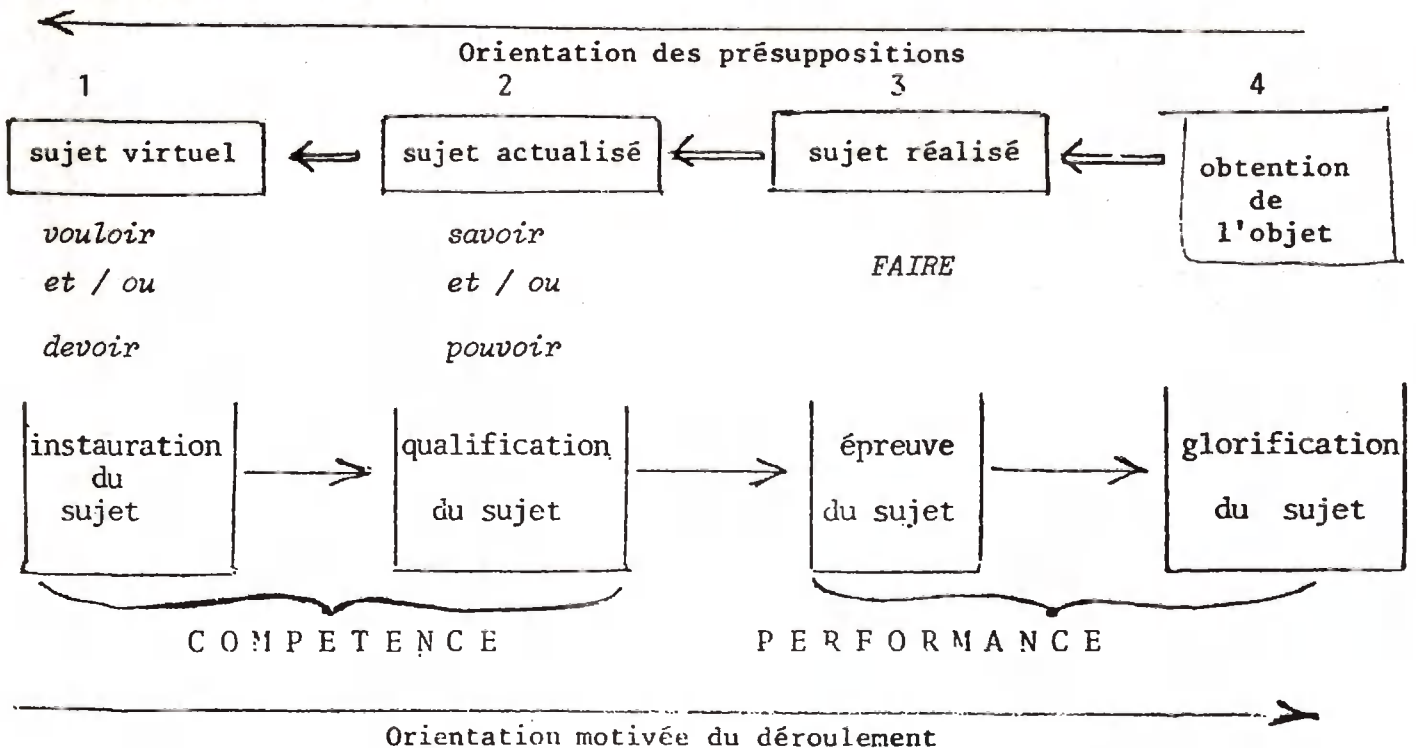 Orientation des présuppositions
1 2 3 4
sujet virtuel sujet actualisé sujet réalisé obtention
de
l'objet
vouloir savoir FAIRE
et / ou et / ou
devoir pouvoir
instauration qualification épreuve glorification
du
sujet du sujet du sujet du sujet
COMPETENCE PERFORMANCE
Orientation motivée du déroulement